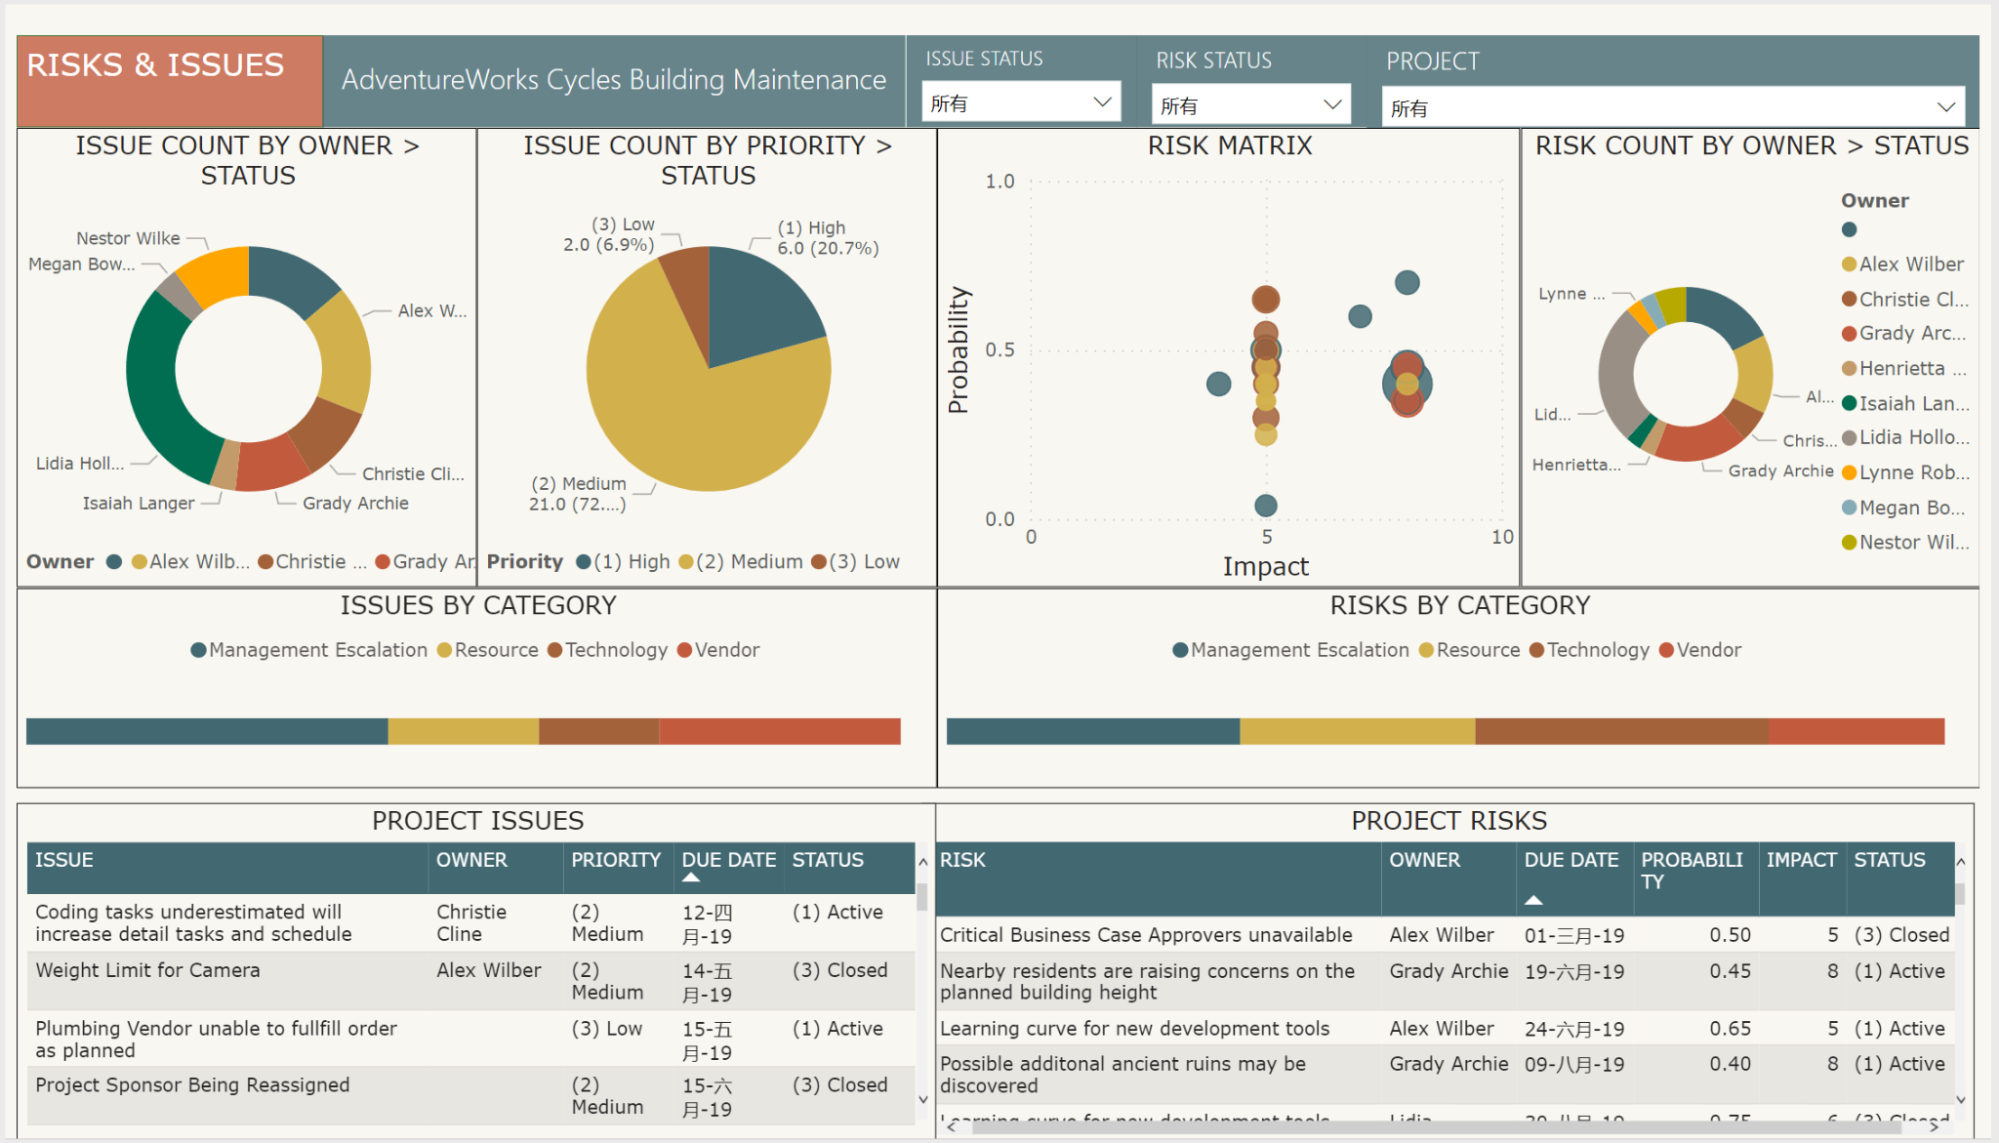 RISKS & ISSUES
AdventureWorks Cycles Building Maintenance
ISSUE STATUS
所有
RISK STATUS
所有
PROJECT
所有
ISSUE COUNT BY OWNER >
STATUS
Nestor Wilke
Megan Bow...
Alex W...
Lidia Holl...
Christie Cli...
Isaiah Langer
Grady Archie
Owner
Alex Wilb...
Christie ...
Grady Ar
ISSUE COUNT BY PRIORITY >
STATUS
(3) Low
2.0 (6.9%)
(1) High
6.0 (20.7%)
(2) Medium
21.0 (72....)
Priority
(1) High
(2) Medium
(3) Low
RISK MATRIX
Probability
1.0
0.5
0.0
0
5
10
Impact
RISK COUNT BY OWNER > STATUS
Lynne ...
Lid...
Henrietta...
Al...
Chris...
Grady Archie
Owner
Alex Wilber
Christie Cl...
Grady Arc...
Henrietta ...
Isaiah Lan...
Lidia Hollo...
Lynne Rob...
Megan Bo...
Nestor Wil...
ISSUES BY CATEGORY
Management Escalation
Resource
Technology
Vendor
RISKS BY CATEGORY
Management Escalation
Resource
Technology
Vendor
PROJECT ISSUES
ISSUE OWNER PRIORITY DUE DATE STATUS
Coding tasks underestimated will Christie (2) 12-四 (1) Active
increase detail tasks and schedule Cline Medium 月-19
Weight Limit for Camera Alex Wilber (2) 14-五 (3) Closed
Medium 月-19
Plumbing Vendor unable to fullfill order (3) Low 15-五 (1) Active
as planned 月-19
Project Sponsor Being Reassigned (2) 15-六 (3) Closed
Medium 月-19
PROJECT RISKS
RISK OWNER DUE DATE PROBABILI IMPACT STATUS
TY
Critical Business Case Approvers unavailable Alex Wilber 01-三月-19 0.50 5 (3) Closed
Nearby residents are raising concerns on the Grady Archie 19-六月-19 0.45 8 (1) Active
planned building height
Learning curve for new development tools Alex Wilber 24-六月-19 0.65 5 (1) Active
Possible additonal ancient ruins may be Grady Archie 09-八月-19 0.40 8 (1) Active
discovered
Learning curve for new development tools Lidia